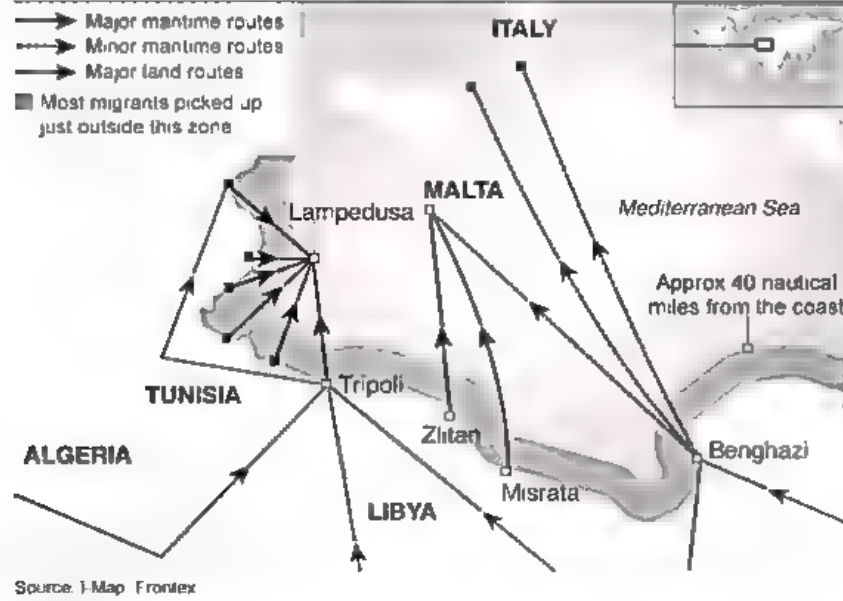 Major maritime routes
Minor maritime routes
Major land routes
Most migrants picked up
just outside this zone
ITALY
MALTA
Lampedusa
Mediterranean Sea
Approx 40 nautical
miles from the coast
TUNISIA
Tripoli
Zlitan
Misrata
Benghazi
ALGERIA
LIBYA
Source: I-Map, Frontex